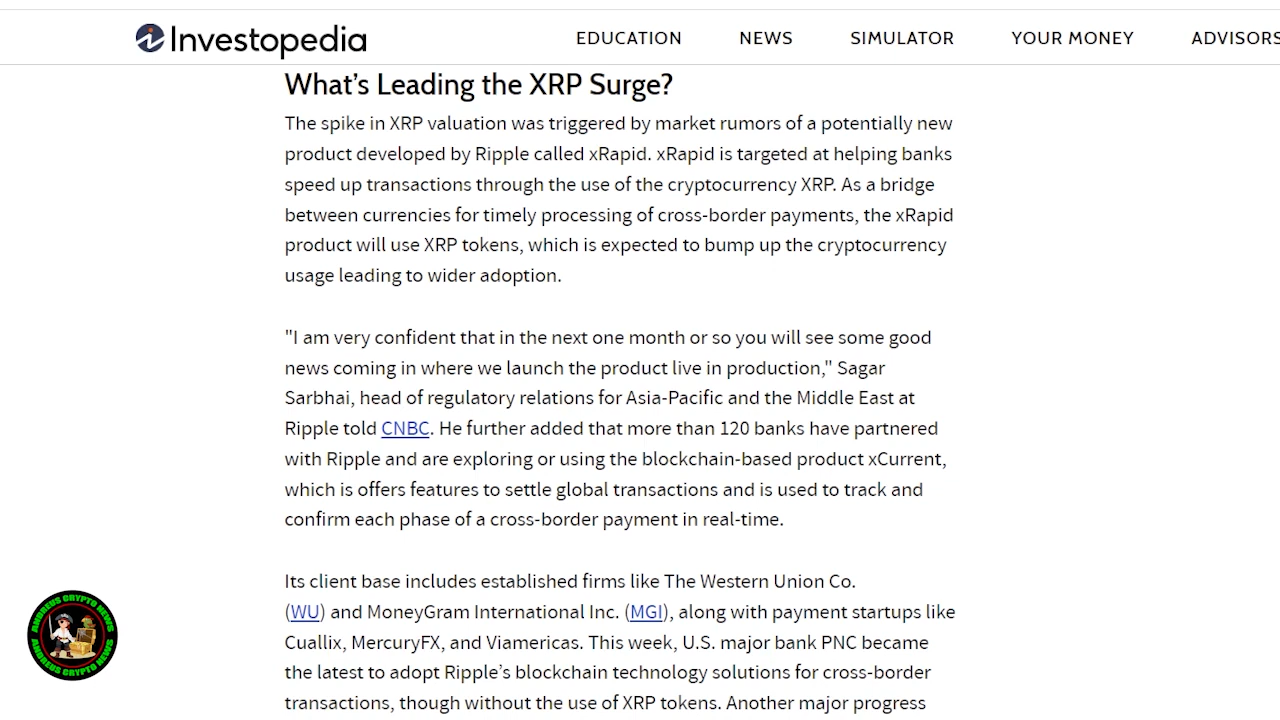 Investopedia
EDUCATION NEWS SIMULATOR YOUR MONEY ADVISORS
What's Leading the XRP Surge?
The spike in XRP valuation was triggered by market rumors of a potentially new
product developed by Ripple called xRapid. xRapid is targeted at helping banks
speed up transactions through the use of the cryptocurrency XRP. As a bridge
between currencies for timely processing of cross-border payments, the xRapid
product will use XRP tokens, which is expected to bump up the cryptocurrency
usage leading to wider adoption.
"I am very confident that in the next one month or so you will see some good
news coming in where we launch the product live in production," Sagar
Sarbhai, head of regulatory relations for Asia-Pacific and the Middle East at
Ripple told CNBC. He further added that more than 120 banks have partnered
with Ripple and are exploring or using the blockchain-based product xCurrent,
which is offers features to settle global transactions and is used to track and
confirm each phase of a cross-border payment in real-time.
Its client base includes established firms like The Western Union Co.
(WU) and MoneyGram International Inc. (MGI), along with payment startups like
Cuallix, MercuryFX, and Viamericas. This week, U.S. major bank PNC became
the latest to adopt Ripple's blockchain technology solutions for cross-border
transactions, though without the use of XRP tokens. Another major progress
ANDREUS CRYPTO NEWS
ANDREUS CRYPTO NEWS